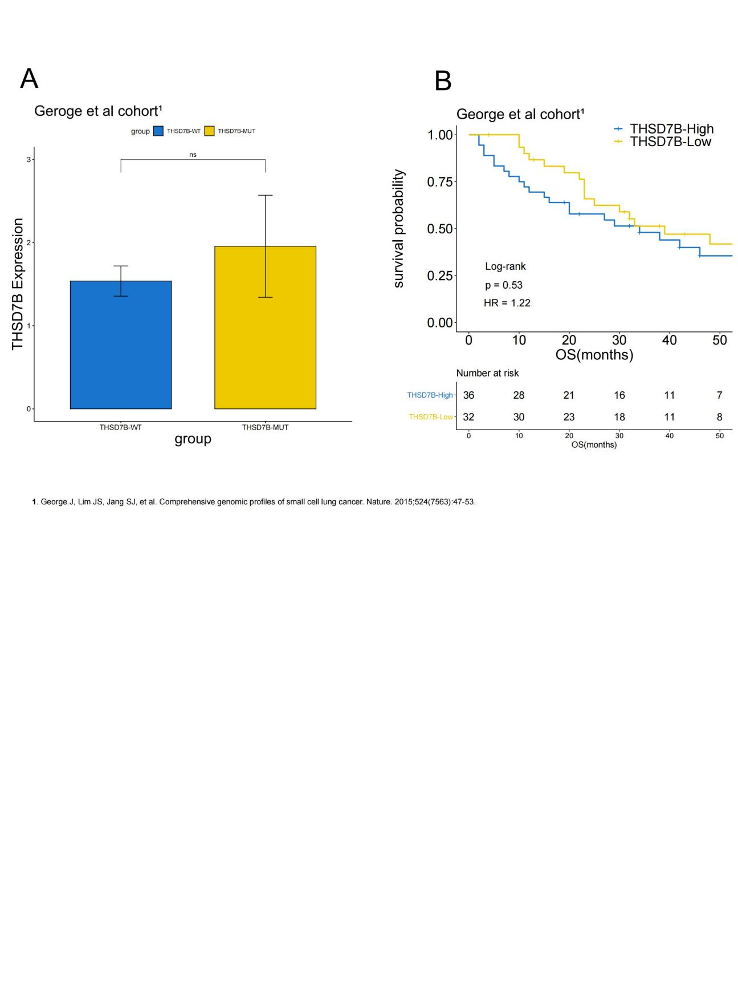 A
Geroge et al cohort¹
group THSD7B-WT THSD7B-MUT
ns
3
2
1
0
THSD7B Expression
THSD7B-WT THSD7B-MUT
group
B
George et al cohort¹
THSD7B-High
THSD7B-Low
1.00
0.75
0.50
0.25
0.00
survival probability
Log-rank
p = 0.53
HR = 1.22
0 10 20 30 40 50
OS(months)
Number at risk
THSD7B-High 36 28 21 16 11 7
THSD7B-Low 32 30 23 18 11 8
0 10 20 30 40 50
OS(months)
1. George J, Lim JS, Jang SJ, et al. Comprehensive genomic profiles of small cell lung cancer. Nature. 2015;524(7563):47-53.